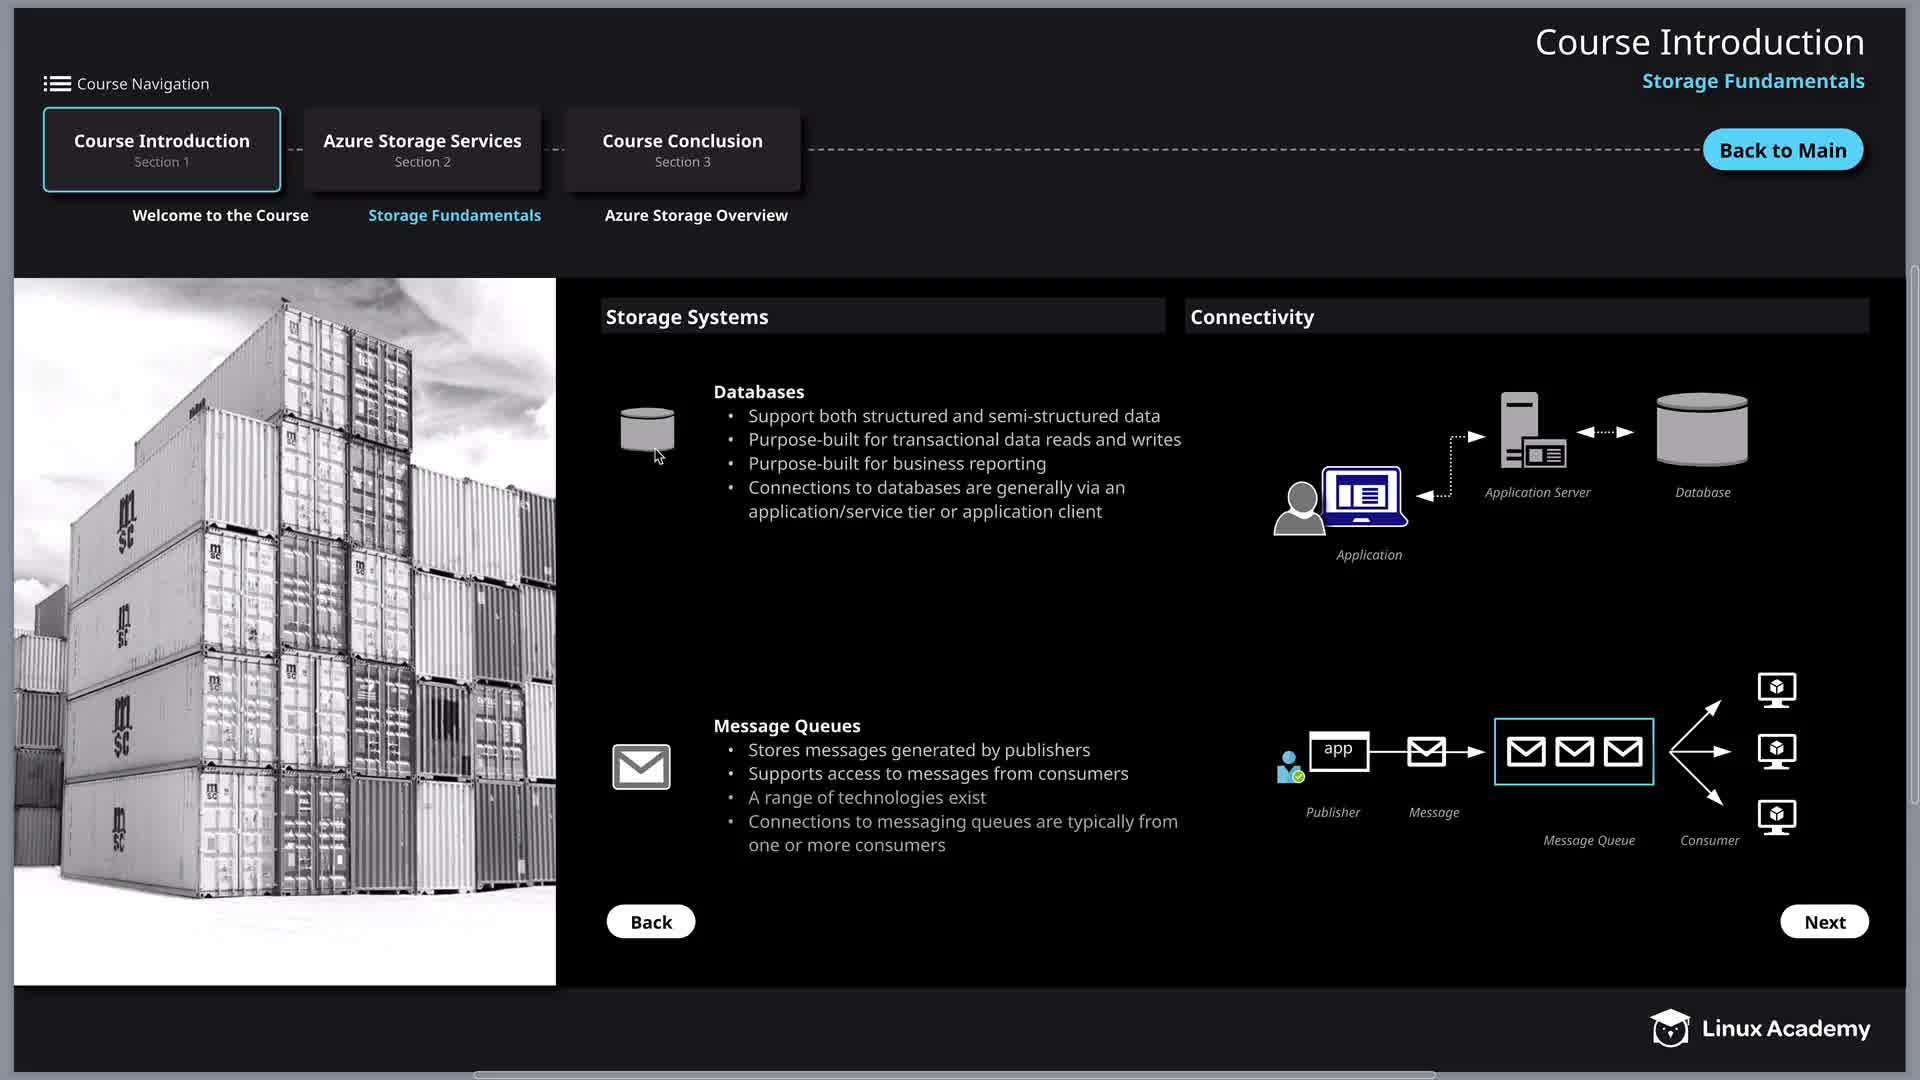 Course Introduction
Storage Fundamentals
Course Navigation
Course Introduction
Section 1
Azure Storage Services
Section 2
Course Conclusion
Section 3
Back to Main
Welcome to the Course
Storage Fundamentals
Azure Storage Overview
Storage Systems
Connectivity
Databases
• Support both structured and semi-structured data
• Purpose-built for transactional data reads and writes
• Purpose-built for business reporting
• Connections to databases are generally via an
application/service tier or application client
Application Server
Database
Application
Message Queues
• Stores messages generated by publishers
• Supports access to messages from consumers
• A range of technologies exist
• Connections to messaging queues are typically from
one or more consumers
app
Publisher
Message
Message Queue
Consumer
m
sc
m
sc
m
sc
m
sc
Back
Next
Linux Academy